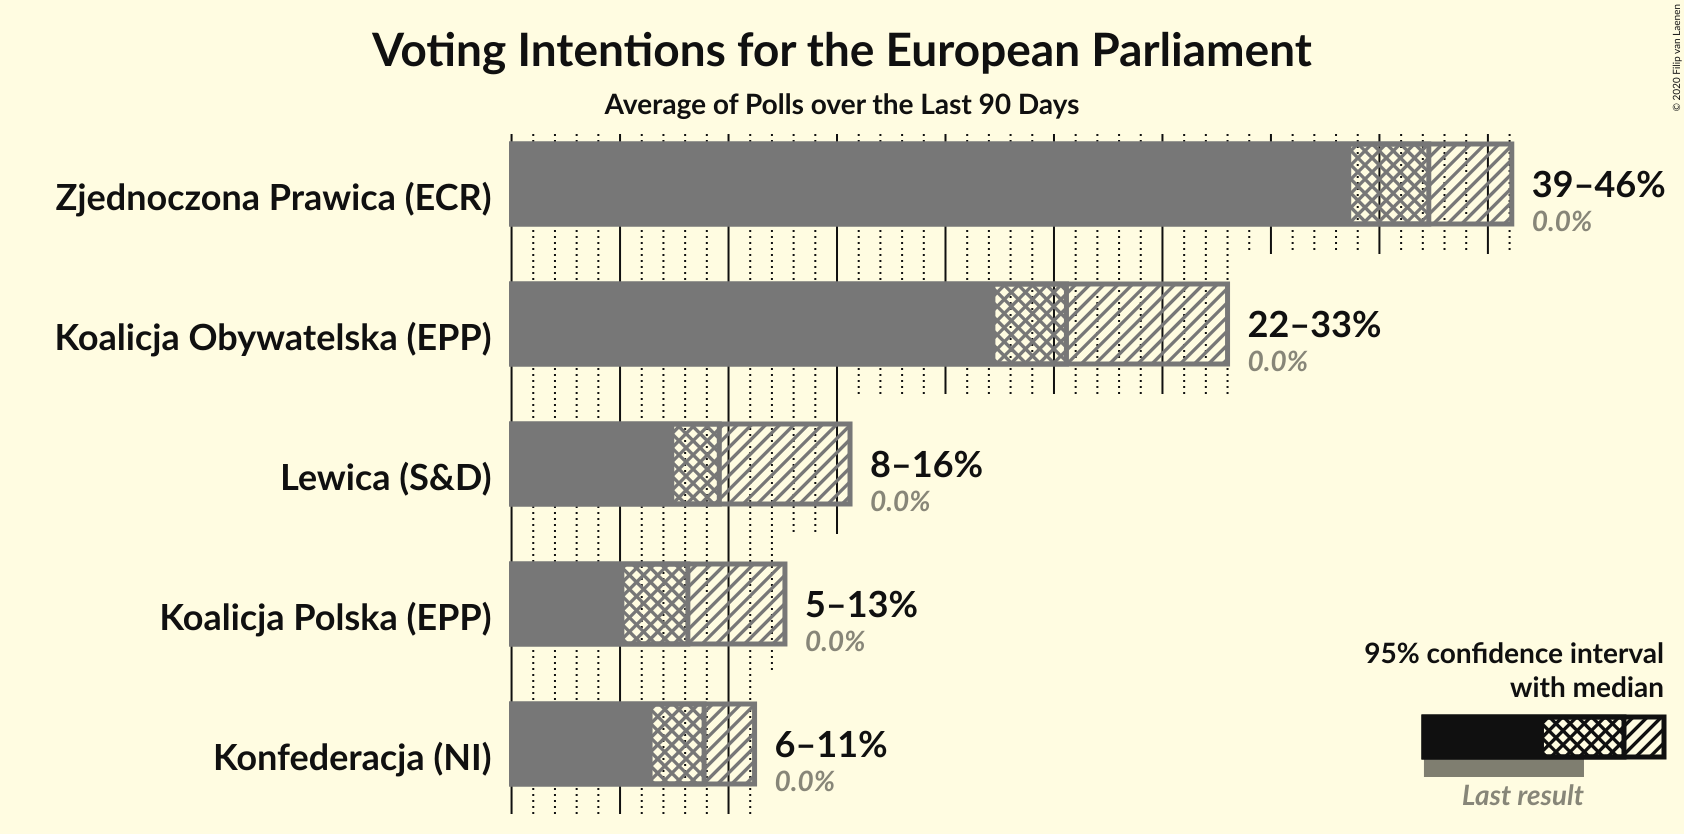 Voting Intentions for the European Parliament
Average of Polls over the Last 90 Days
© 2020 Filip van Laenen
Zjednoczona Prawica (ECR)
39–46%
0.0%
Koalicja Obywatelska (EPP)
22–33%
0.0%
Lewica (S&D)
8–16%
0.0%
Koalicja Polska (EPP)
5–13%
0.0%
Konfederacja (NI)
6–11%
0.0%
95% confidence interval
with median
Last result